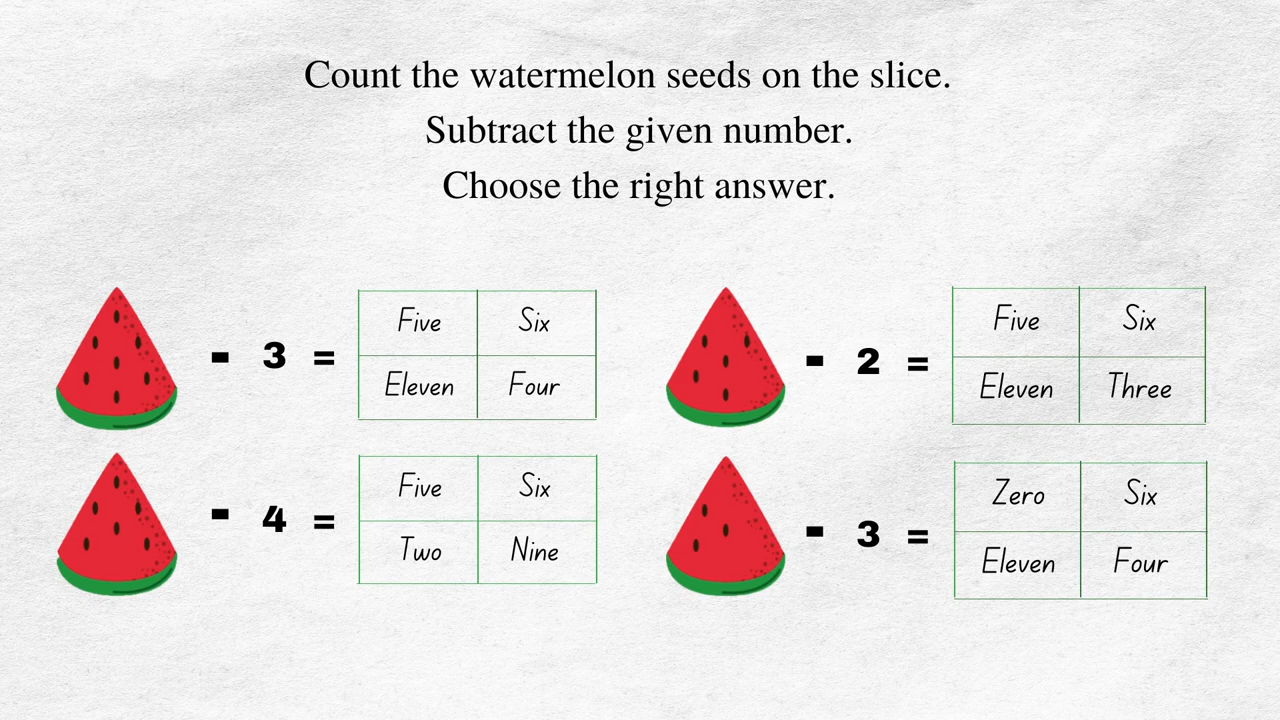 Count the watermelon seeds on the slice.
Subtract the given number.
Choose the right answer.
- 3 =
Five Six
Eleven Four
- 2 =
Five Six
Eleven Three
- 4 =
Five Six
Two Nine
- 3 =
Zero Six
Eleven Four